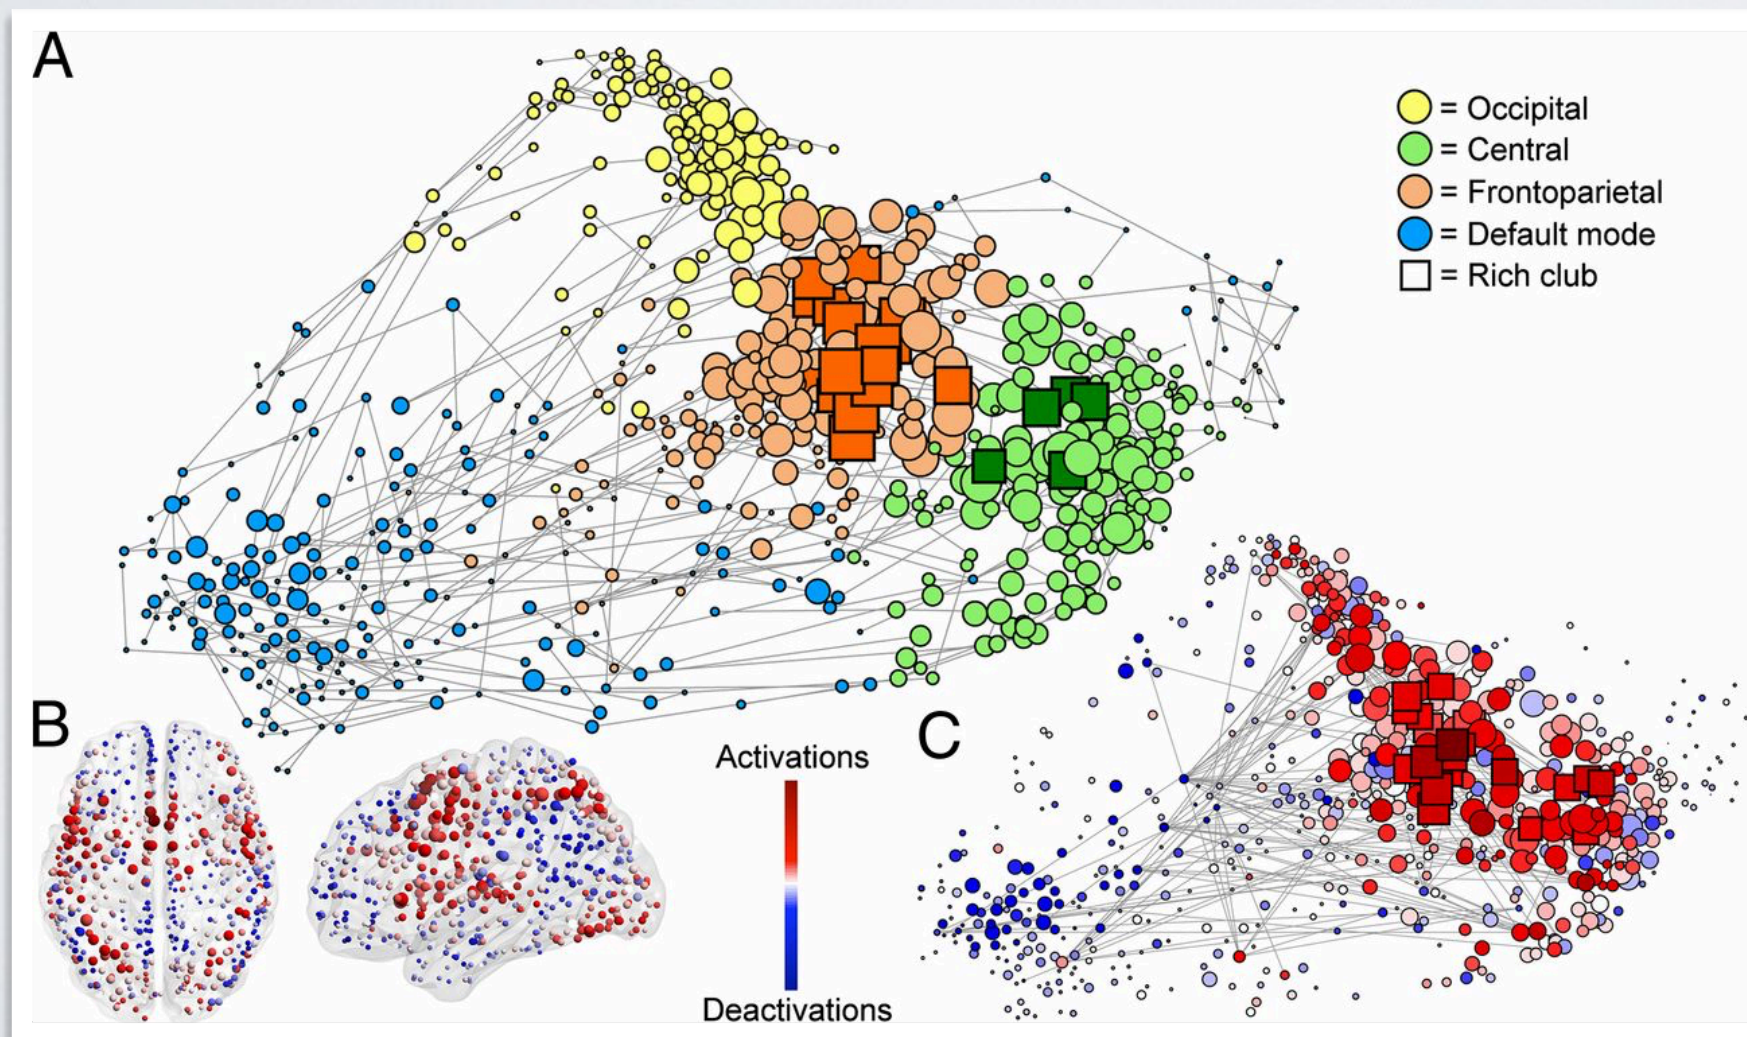 A
= Occipital
= Central
= Frontoparietal
= Default mode
= Rich club
B
Activations
Deactivations
C